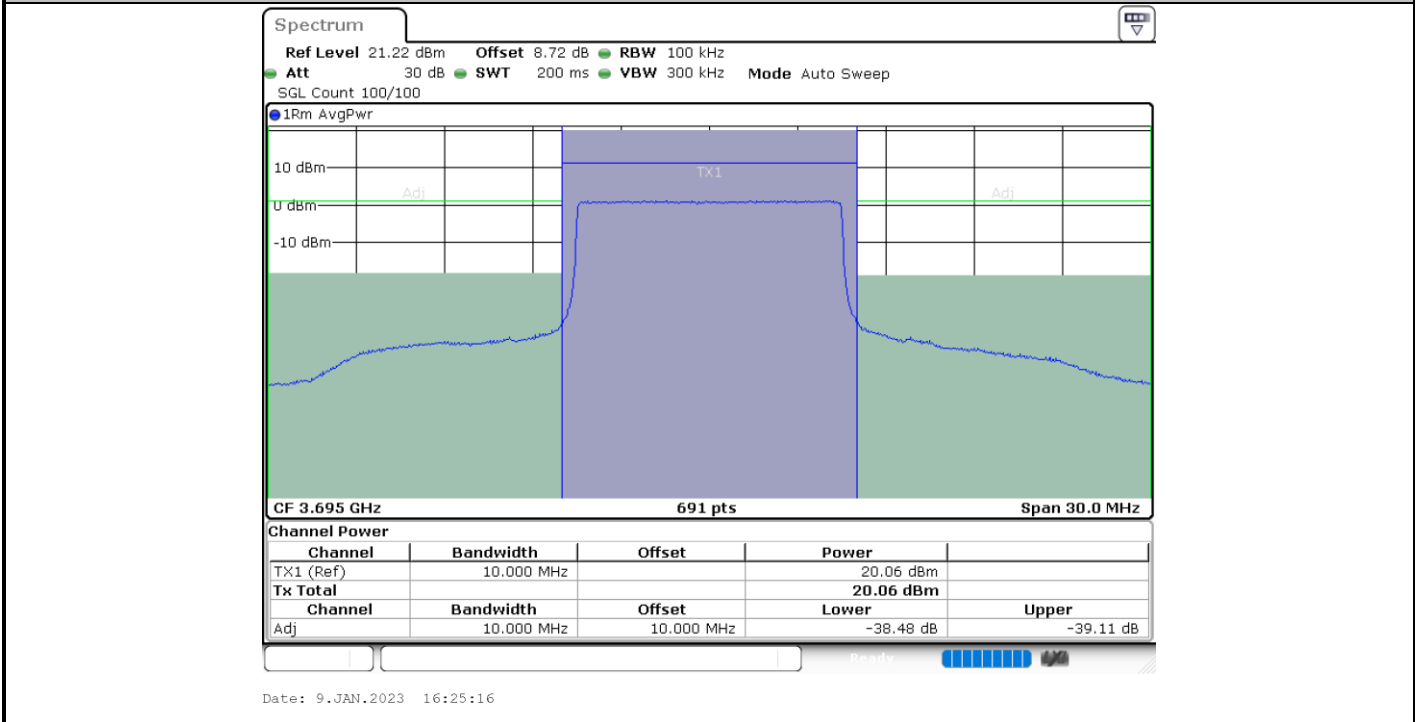 Spectrum
Ref Level 21.22 dBm Offset 8.72 dB RBW 100 kHz
Att 30 dB SWT 200 ms VBW 300 kHz Mode Auto Sweep
SGL Count 100/100
1Rm AvgPwr
10 dBm
TX1
Adj Adj
0 dBm
-10 dBm
CF 3.695 GHz 691 pts Span 30.0 MHz
Channel Power
Channel Bandwidth Offset Power
TX1 (Ref) 10.000 MHz 20.06 dBm
Tx Total 20.06 dBm
Channel Bandwidth Offset Lower Upper
Adj 10.000 MHz 10.000 MHz -38.48 dB -39.11 dB
Ready
Date: 9.JAN.2023 16:25:16